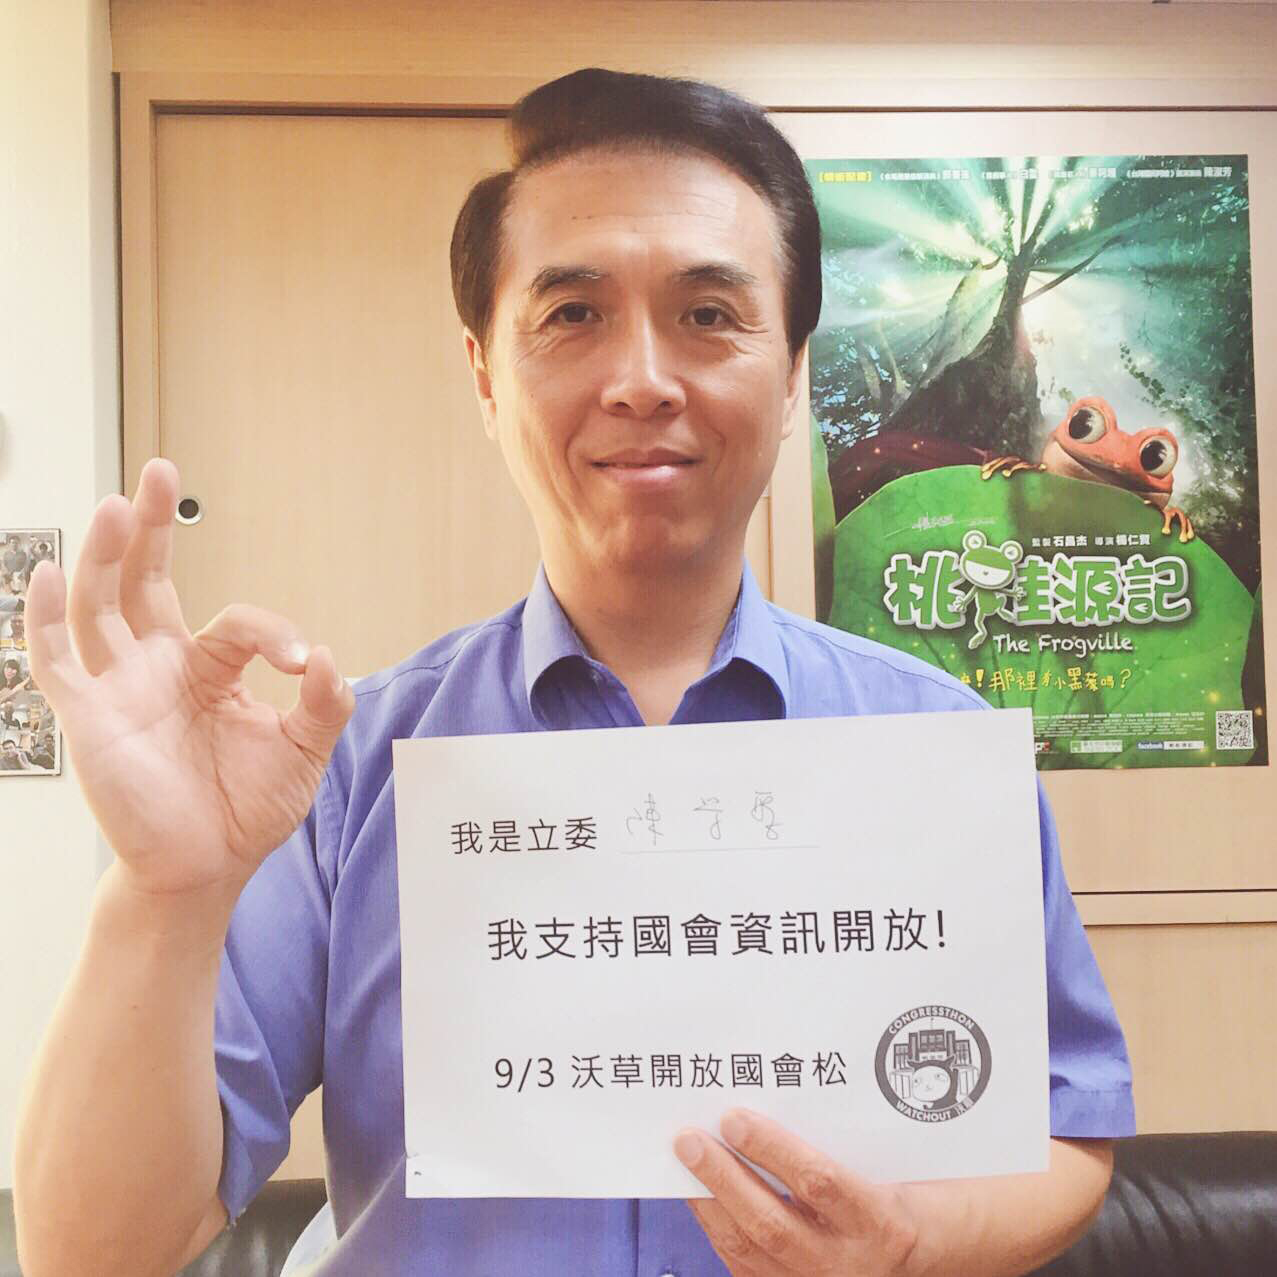 我是立委 陳學聖
我支持國會資訊開放!
9/3 沃草開放國會松
CONGRESSTHON
WATCHOUT 沃草
監製 石昌杰 導演 楊仁賢
桃蛙源記
The Frogville
那裡有小黑藻嗎?